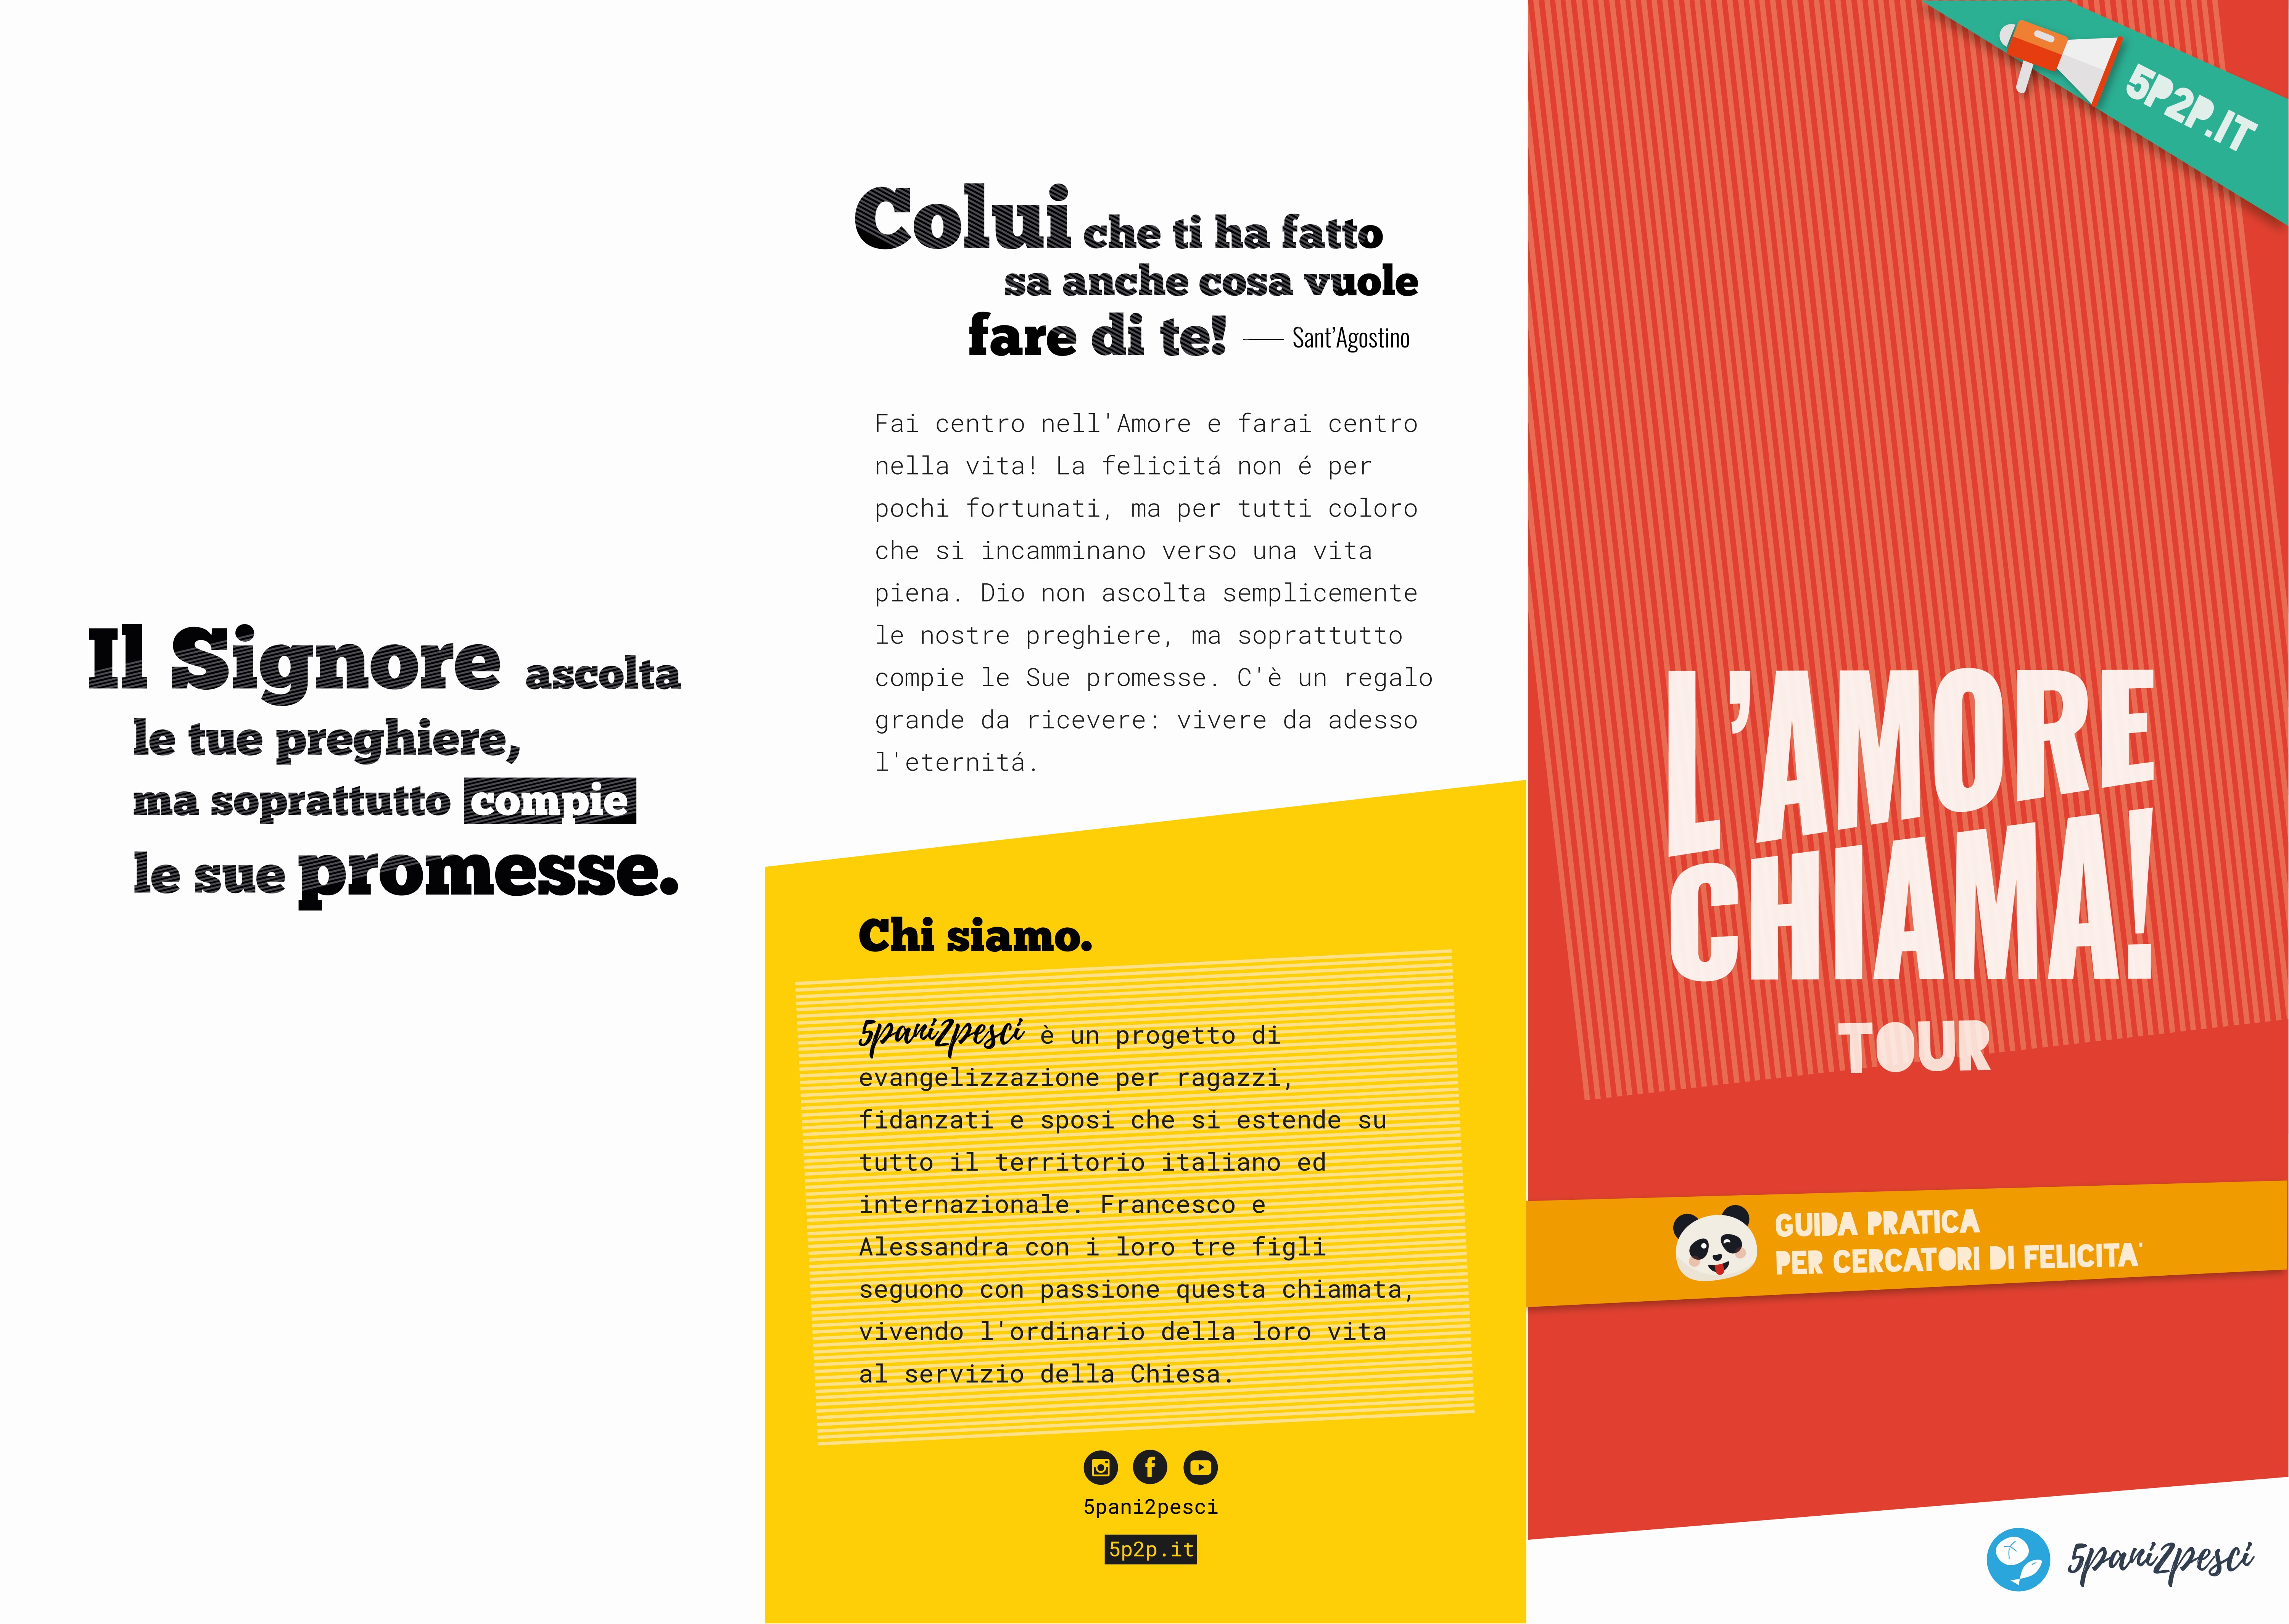 Il Signore ascolta
le tue preghiere,
ma soprattutto compie
le sue promesse.
Colui che ti ha fatto
sa anche cosa vuole
fare di te! — Sant'Agostino
Fai centro nell'Amore e farai centro
nella vita! La felicitá non é per
pochi fortunati, ma per tutti coloro
che si incamminano verso una vita
piena. Dio non ascolta semplicemente
le nostre preghiere, ma soprattutto
compie le Sue promesse. C'è un regalo
grande da ricevere: vivere da adesso
l'eternitá.
Chi siamo.
5pani2pesci è un progetto di
evangelizzazione per ragazzi,
fidanzati e sposi che si estende su
tutto il territorio italiano ed
internazionale. Francesco e
Alessandra con i loro tre figli
seguono con passione questa chiamata,
vivendo l'ordinario della loro vita
al servizio della Chiesa.
5pani2pesci
5p2p.it
5P2P.IT
L'AMORE
CHIAMA!
TOUR
GUIDA PRATICA
PER CERCATORI DI FELICITA'
5pani2pesci